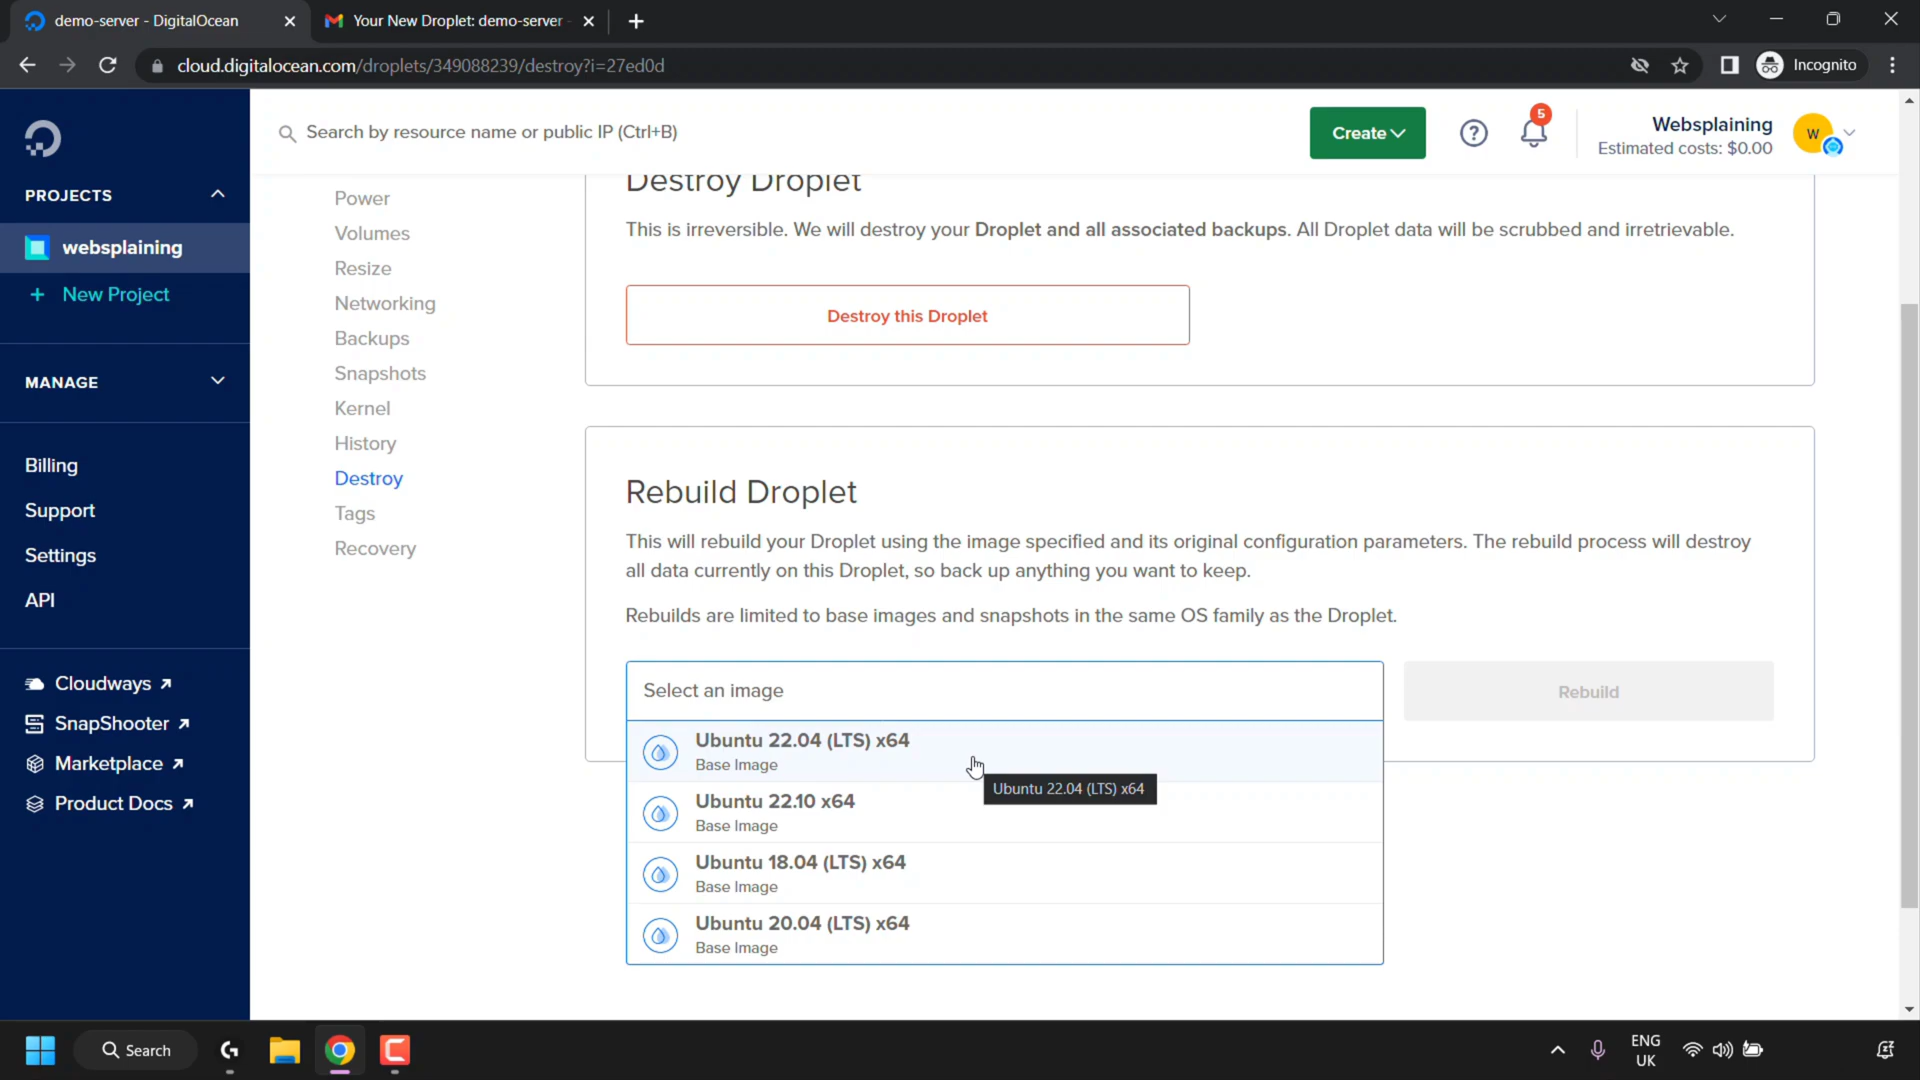 demo-server - DigitalOcean
Your New Droplet: demo-server
cloud.digitalocean.com/droplets/349088239/destroy?i=27ed0d
Incognito
Search by resource name or public IP (Ctrl+B)
Create
5
Websplaining
Estimated costs: $0.00
W
PROJECTS
websplaining
+ New Project
MANAGE
Billing
Support
Settings
API
Cloudways
SnapShooter
Marketplace
Product Docs
Power
Volumes
Resize
Networking
Backups
Snapshots
Kernel
History
Destroy
Tags
Recovery
Destroy Droplet
This is irreversible. We will destroy your Droplet and all associated backups. All Droplet data will be scrubbed and irretrievable.
Destroy this Droplet
Rebuild Droplet
This will rebuild your Droplet using the image specified and its original configuration parameters. The rebuild process will destroy
all data currently on this Droplet, so back up anything you want to keep.
Rebuilds are limited to base images and snapshots in the same OS family as the Droplet.
Select an image
Rebuild
Ubuntu 22.04 (LTS) x64
Base Image
Ubuntu 22.04 (LTS) x64
Ubuntu 22.10 x64
Base Image
Ubuntu 18.04 (LTS) x64
Base Image
Ubuntu 20.04 (LTS) x64
Base Image
Search
ENG
UK